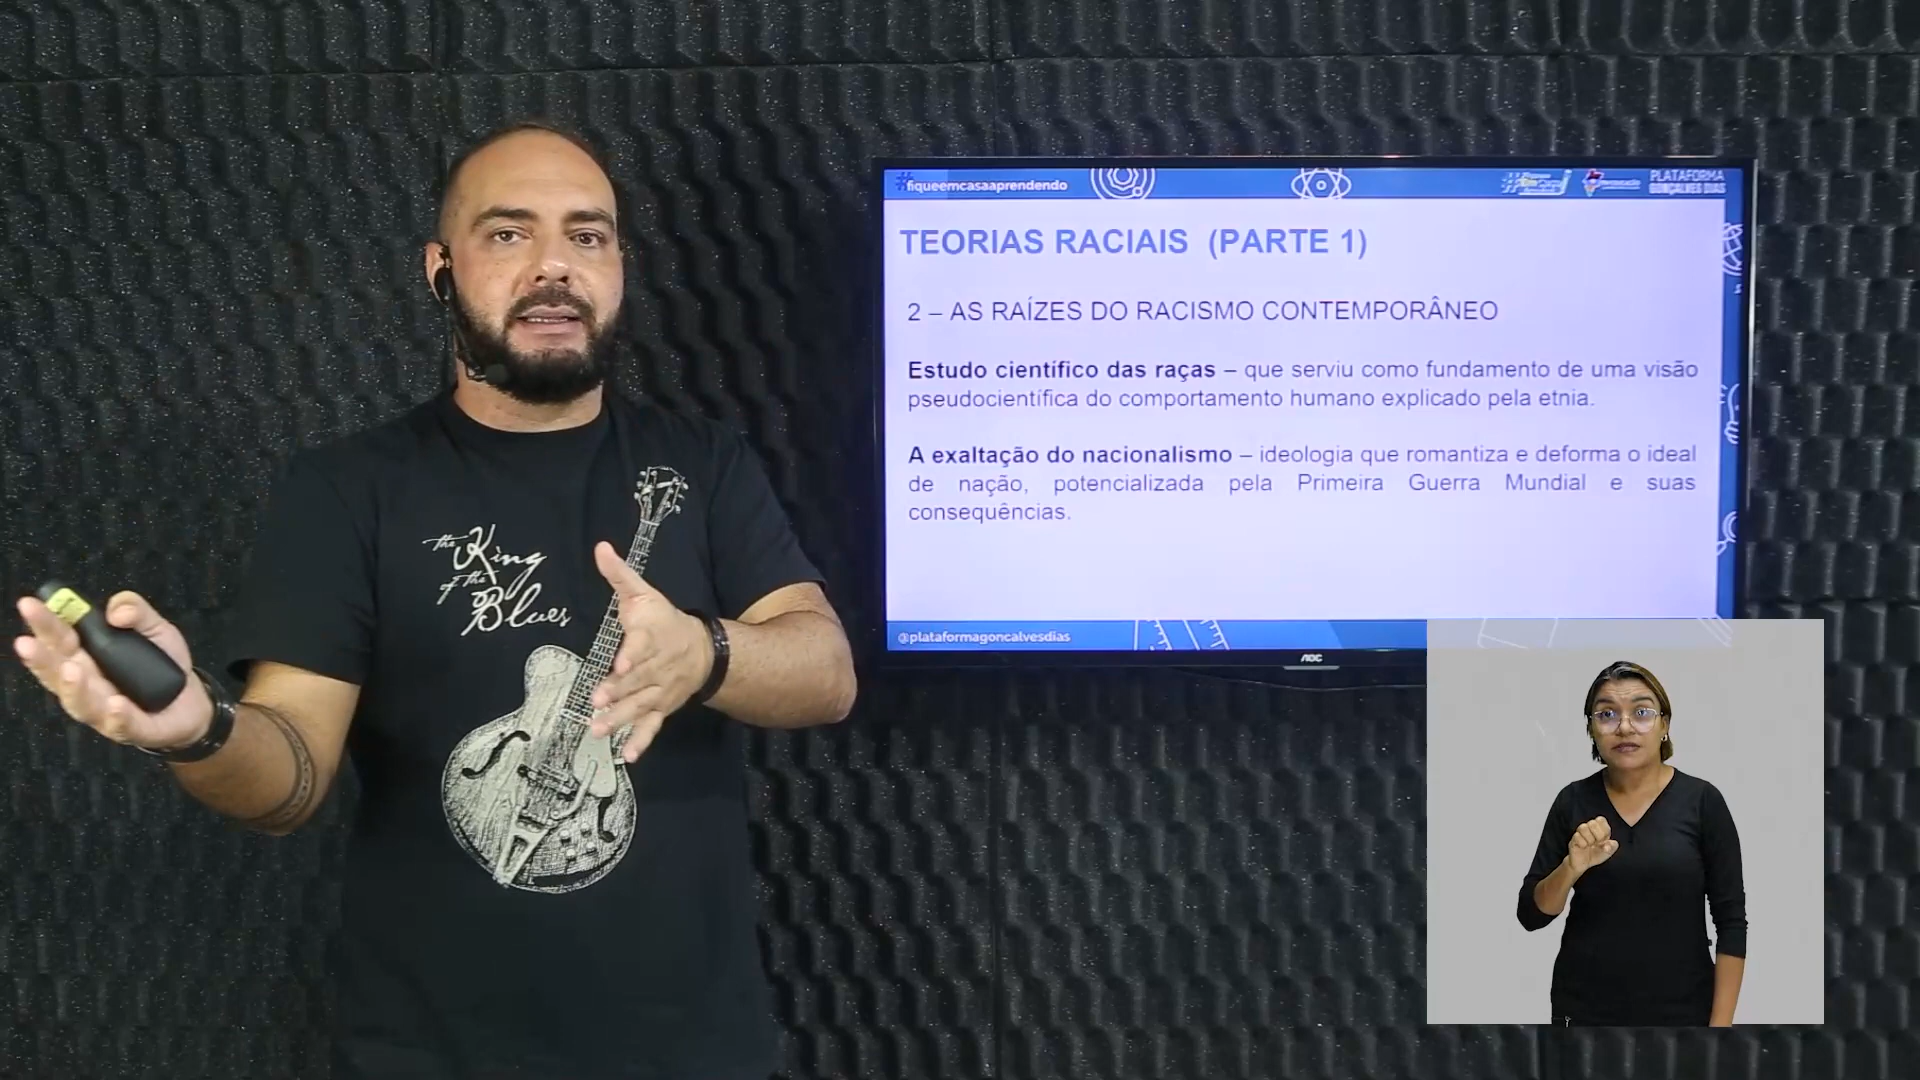 #fiqueemcasaaprendendo
PLATAFORMA
GONÇALVES DIAS
TEORIAS RACIAIS (PARTE 1)
2 – AS RAÍZES DO RACISMO CONTEMPORÂNEO
Estudo científico das raças – que serviu como fundamento de uma visão
pseudocientífica do comportamento humano explicado pela etnia.
A exaltação do nacionalismo – ideologia que romantiza e deforma o ideal
de nação, potencializada pela Primeira Guerra Mundial e suas
consequências.
@plataformagoncalvesdias
AOC
the King
of the
Blues